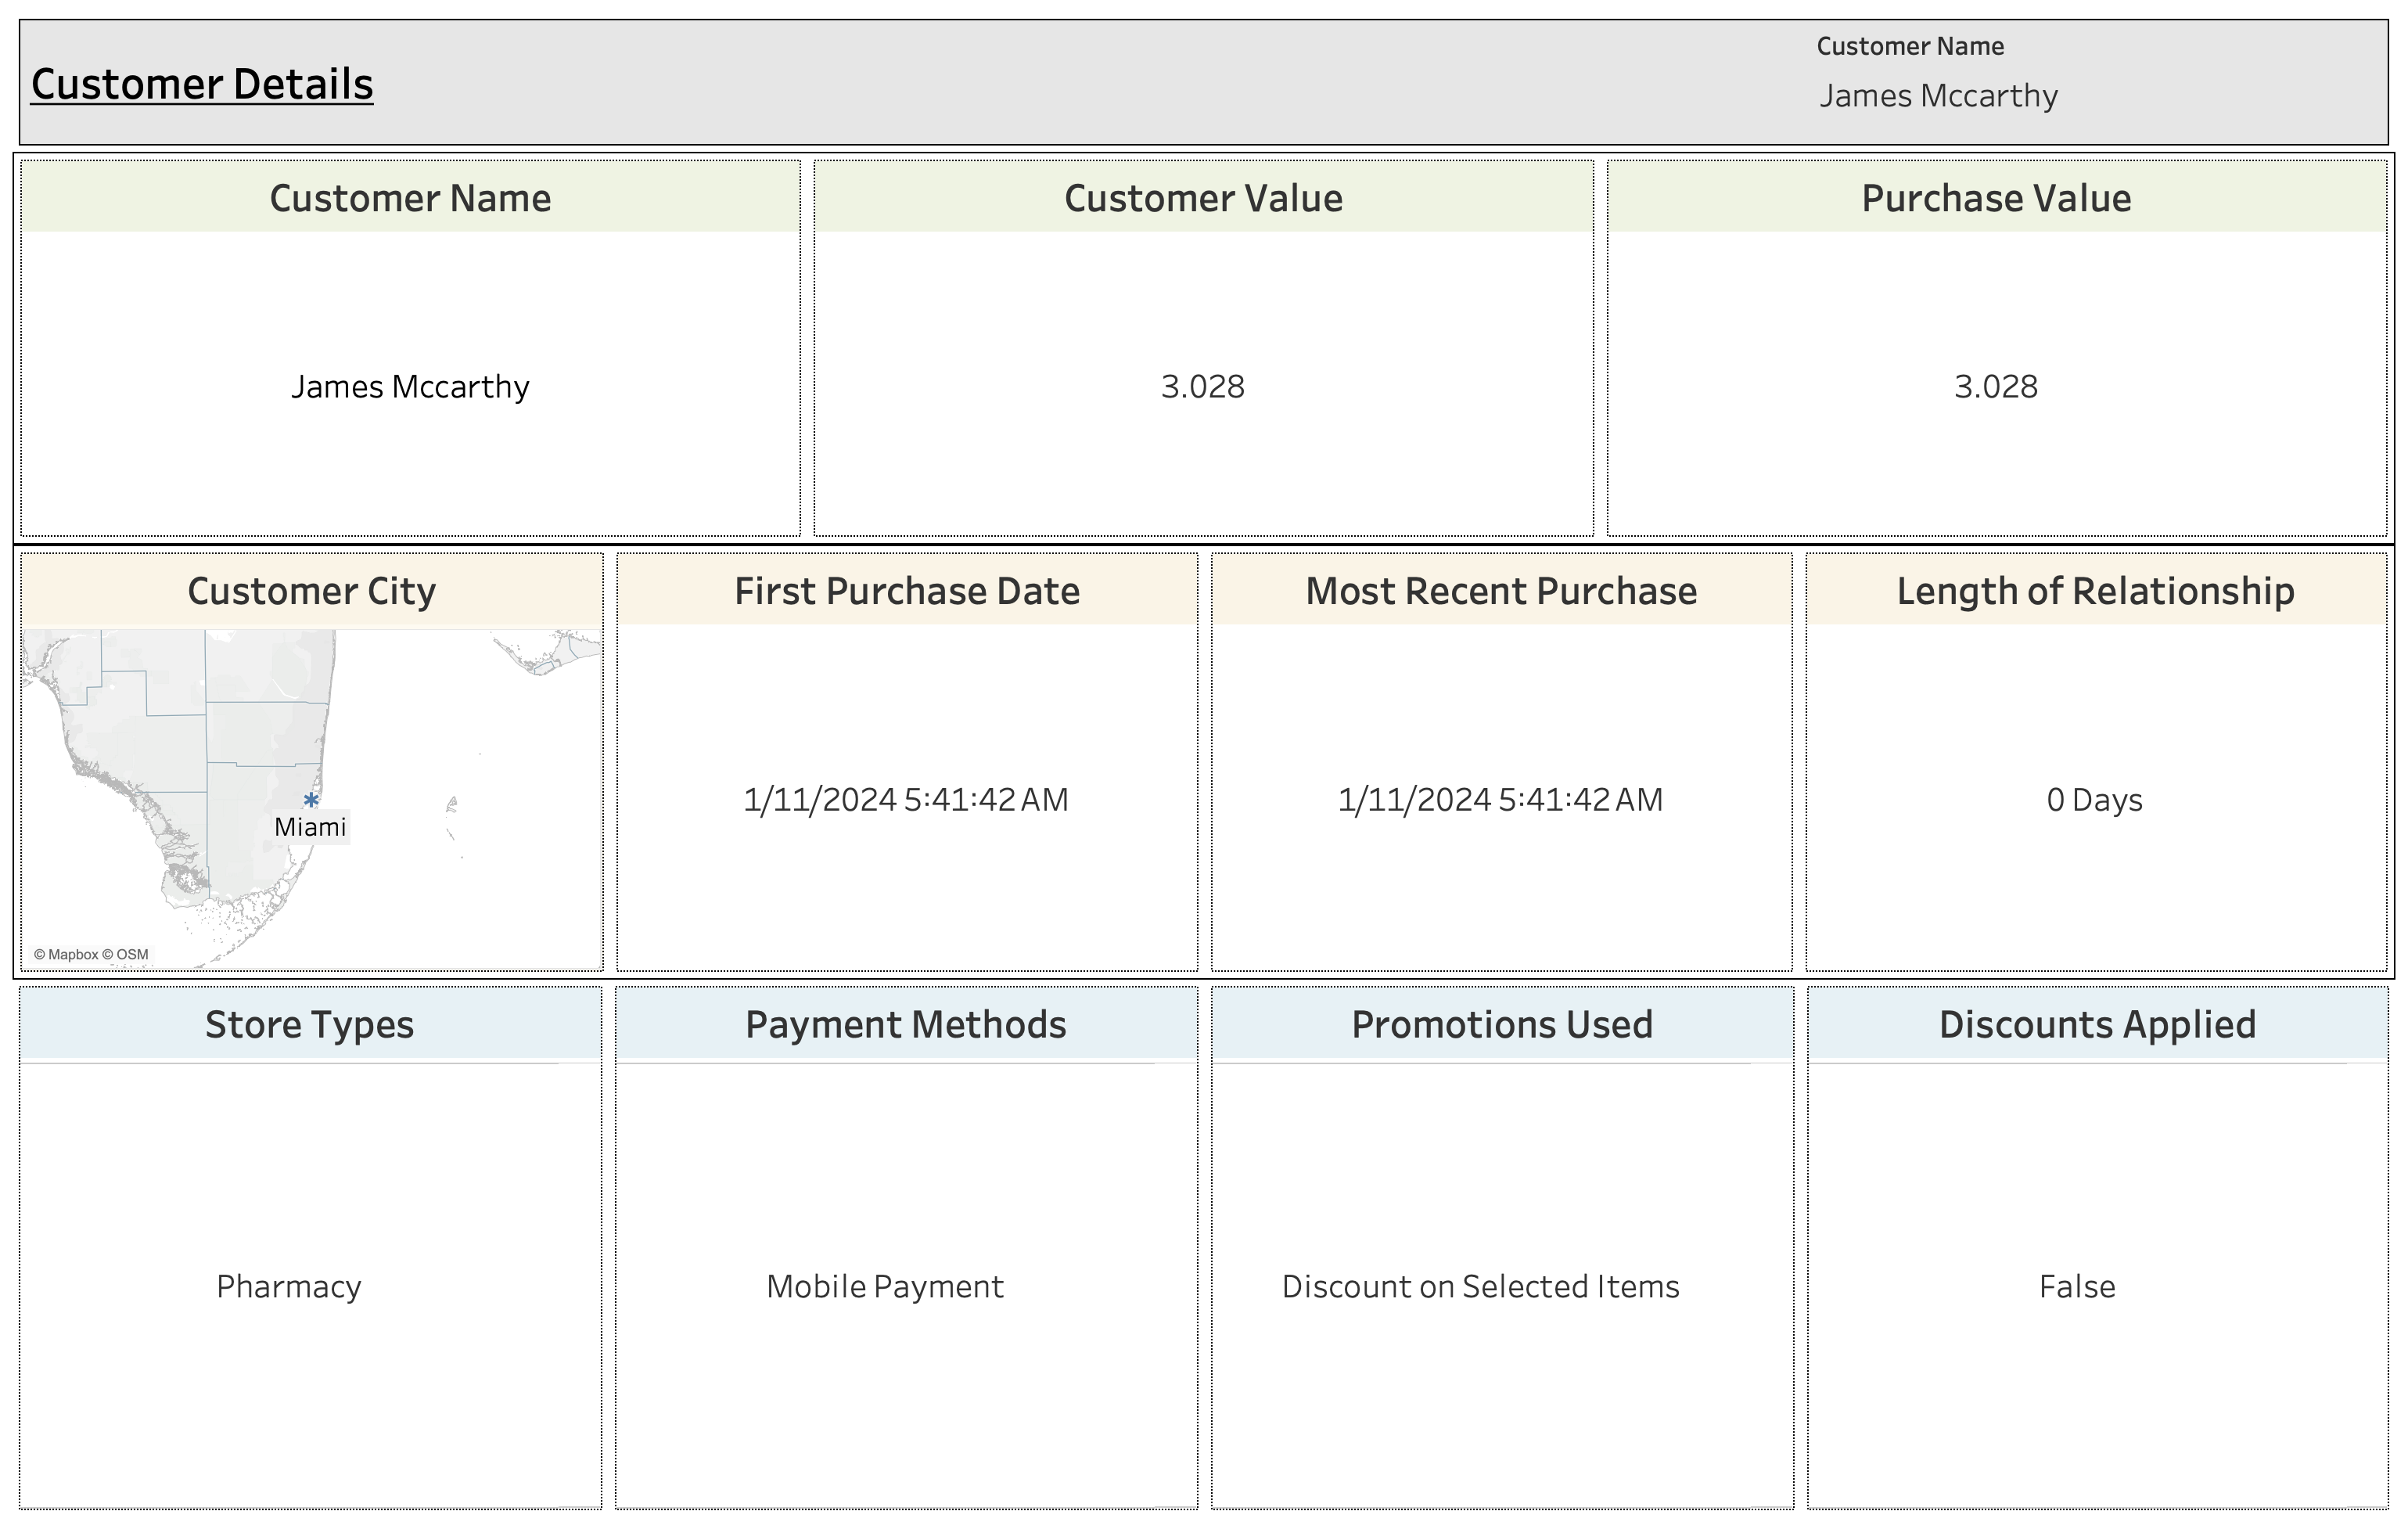 Customer Details
Customer Name
James Mccarthy
Customer Name
Customer Value
Purchase Value
James Mccarthy
3.028
3.028
Customer City
First Purchase Date
Most Recent Purchase
Length of Relationship
Miami
© Mapbox © OSM
1/11/2024 5:41:42 AM
1/11/2024 5:41:42 AM
0 Days
Store Types
Payment Methods
Promotions Used
Discounts Applied
Pharmacy
Mobile Payment
Discount on Selected Items
False